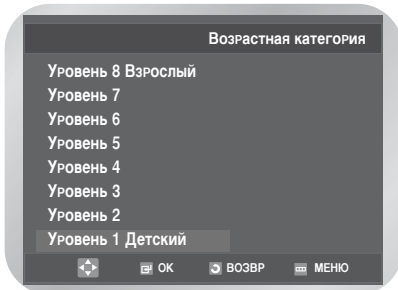 Возрастная категория
Уровень 8 Взрослый
Уровень 7
Уровень 6
Уровень 5
Уровень 4
Уровень 3
Уровень 2
Уровень 1 Детский
OK ВОЗВР МЕНЮ